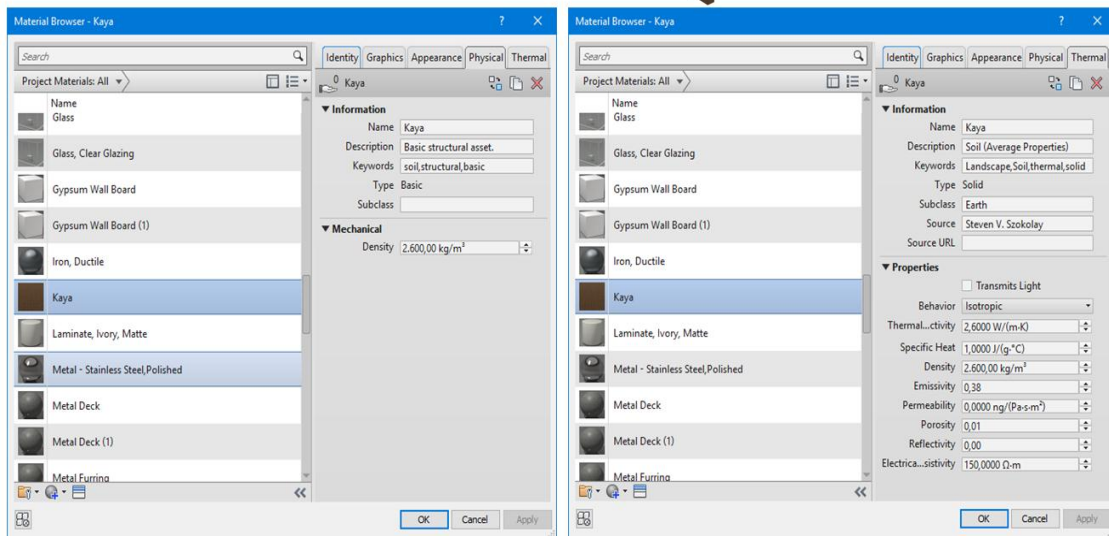 Material Browser - Kaya ? X
Search
Project Materials: All
Name
Glass
Glass, Clear Glazing
Gypsum Wall Board
Gypsum Wall Board (1)
Iron, Ductile
Kaya
Laminate, Ivory, Matte
Metal - Stainless Steel,Polished
Metal Deck
Metal Deck (1)
Metal Furring
Identity Graphics Appearance Physical Thermal
0 Kaya
Information
Name Kaya
Description Basic structural asset.
Keywords soil,structural,basic
Type Basic
Subclass
Mechanical
Density 2.600,00 kg/m³
OK Cancel Apply
Material Browser - Kaya ? X
Search
Project Materials: All
Name
Glass
Glass, Clear Glazing
Gypsum Wall Board
Gypsum Wall Board (1)
Iron, Ductile
Kaya
Laminate, Ivory, Matte
Metal - Stainless Steel,Polished
Metal Deck
Metal Deck (1)
Metal Furring
Identity Graphics Appearance Physical Thermal
0 Kaya
Information
Name Kaya
Description Soil (Average Properties)
Keywords Landscape,Soil,thermal,solid
Type Solid
Subclass Earth
Source Steven V. Szokolay
Source URL
Properties
Transmits Light
Behavior Isotropic
Thermal...ctivity 2,6000 W/(m·K)
Specific Heat 1,0000 J/(g·°C)
Density 2.600,00 kg/m³
Emissivity 0,38
Permeability 0,0000 ng/(Pa·s·m²)
Porosity 0,01
Reflectivity 0,00
Electrica...sistivity 150,0000 Ω·m
OK Cancel Apply